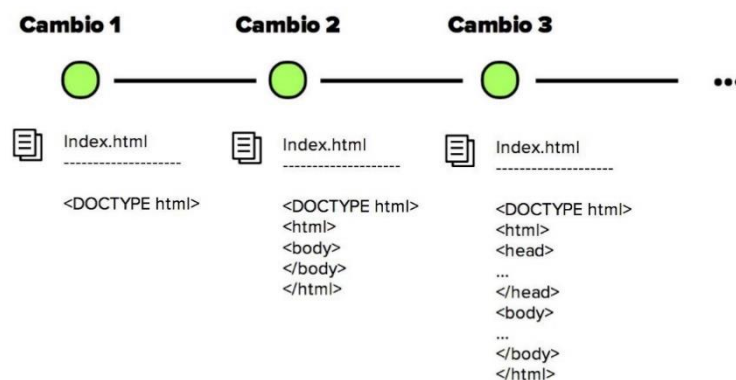 Cambio 1
Cambio 2
Cambio 3
...
Index.html
--------------------
<DOCTYPE html>
Index.html
--------------------
<DOCTYPE html>
<html>
<body>
</body>
</html>
Index.html
--------------------
<DOCTYPE html>
<html>
<head>
...
</head>
<body>
...
</body>
</html>